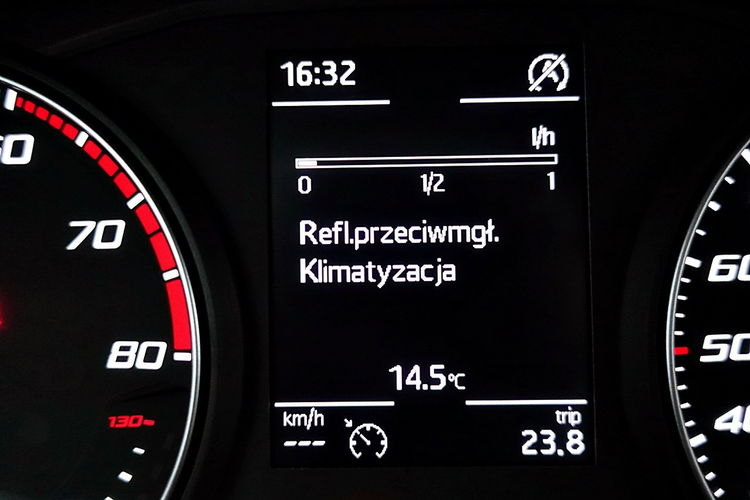 16:32
l/h
0 1/2 1
Refl.przeciwmgł.
Klimatyzacja
14.5°C
km/h
---
trip
23.8
70
80
130
60
50